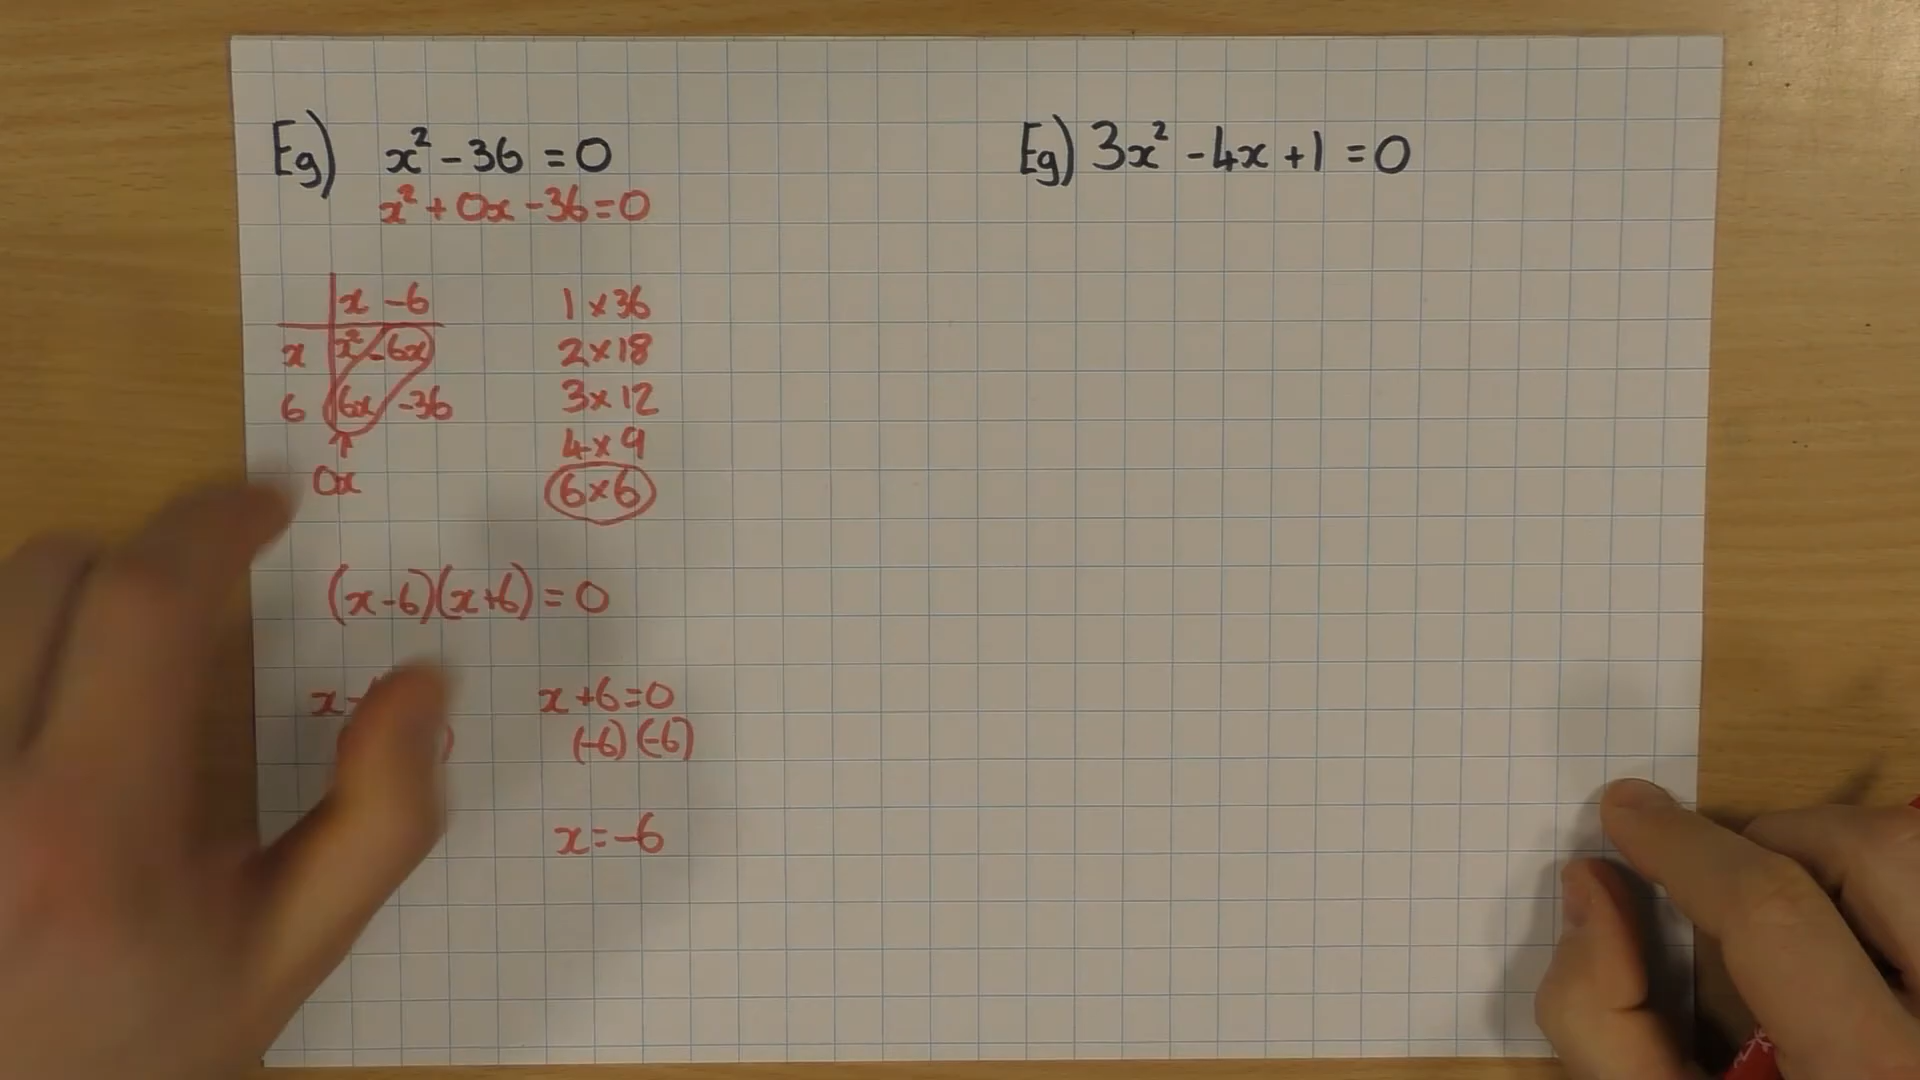 Eg) x² - 36 = 0
x² + 0x - 36 = 0
x -6
x x² -6x
6 6x -36
0x
1 × 36
2 × 18
3 × 12
4 × 9
6 × 6
(x-6)(x+6) = 0
x -
x + 6 = 0
(-6) (-6)
x = -6
Eg) 3x² - 4x + 1 = 0